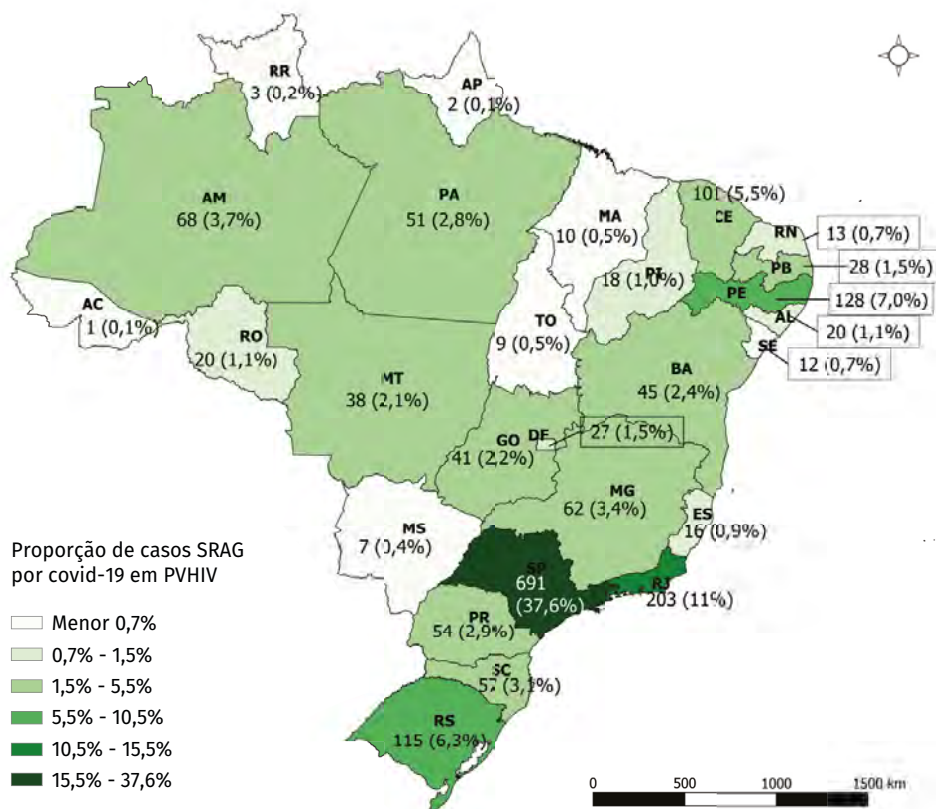 RR
3 (0,2%)
AP
2 (0,1%)
AM
68 (3,7%)
PA
51 (2,8%)
MA
10 (0,5%)
101 (5,5%)
CE
RN
13 (0,7%)
PI
18 (1,0%)
PB
28 (1,5%)
PE
128 (7,0%)
AL
20 (1,1%)
SE
12 (0,7%)
AC
1 (0,1%)
RO
20 (1,1%)
TO
9 (0,5%)
MT
38 (2,1%)
BA
45 (2,4%)
GO
41 (2,2%)
DF
27 (1,5%)
MG
62 (3,4%)
ES
16 (0,9%)
MS
7 (0,4%)
SP
691
(37,6%)
RJ
203 (11%)
PR
54 (2,9%)
SC
57 (3,1%)
RS
115 (6,3%)
Proporção de casos SRAG
por covid-19 em PVHIV
Menor 0,7%
0,7% - 1,5%
1,5% - 5,5%
5,5% - 10,5%
10,5% - 15,5%
15,5% - 37,6%
0 500 1000 1500 km